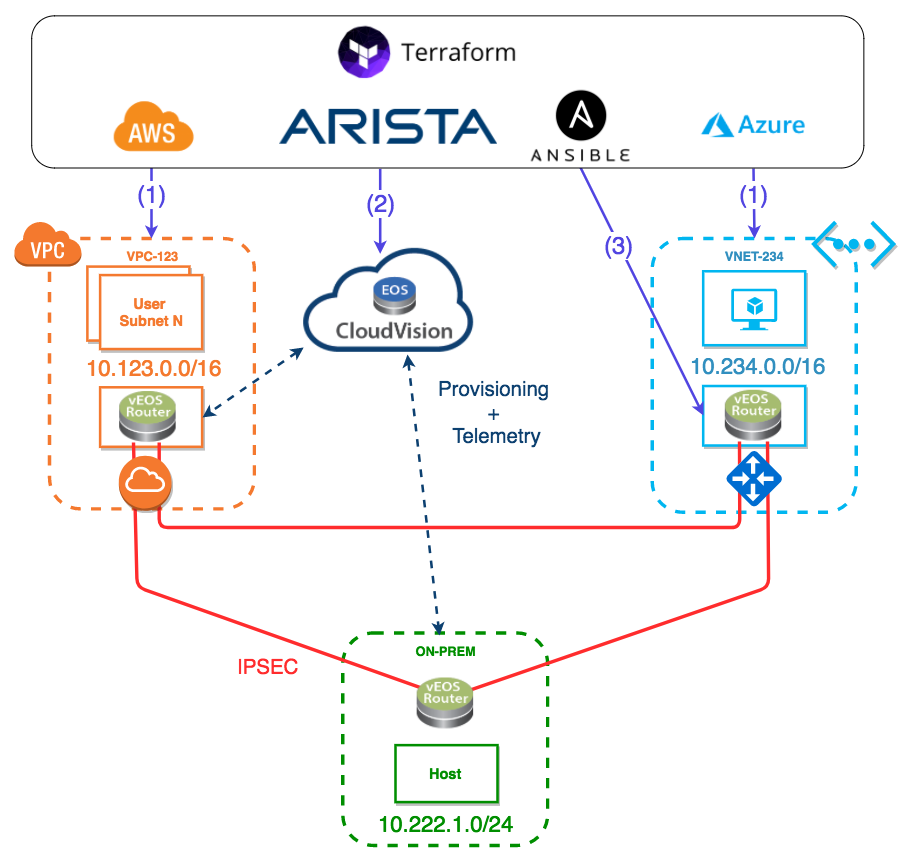 Terraform
AWS
ARISTA
ANSIBLE
Azure
(1)
(2)
(3)
(1)
VPC
VPC-123
User
Subnet N
10.123.0.0/16
vEOS
Router
EOS
CloudVision
Provisioning
+
Telemetry
VNET-234
10.234.0.0/16
vEOS
Router
IPSEC
ON-PREM
vEOS
Router
Host
10.222.1.0/24